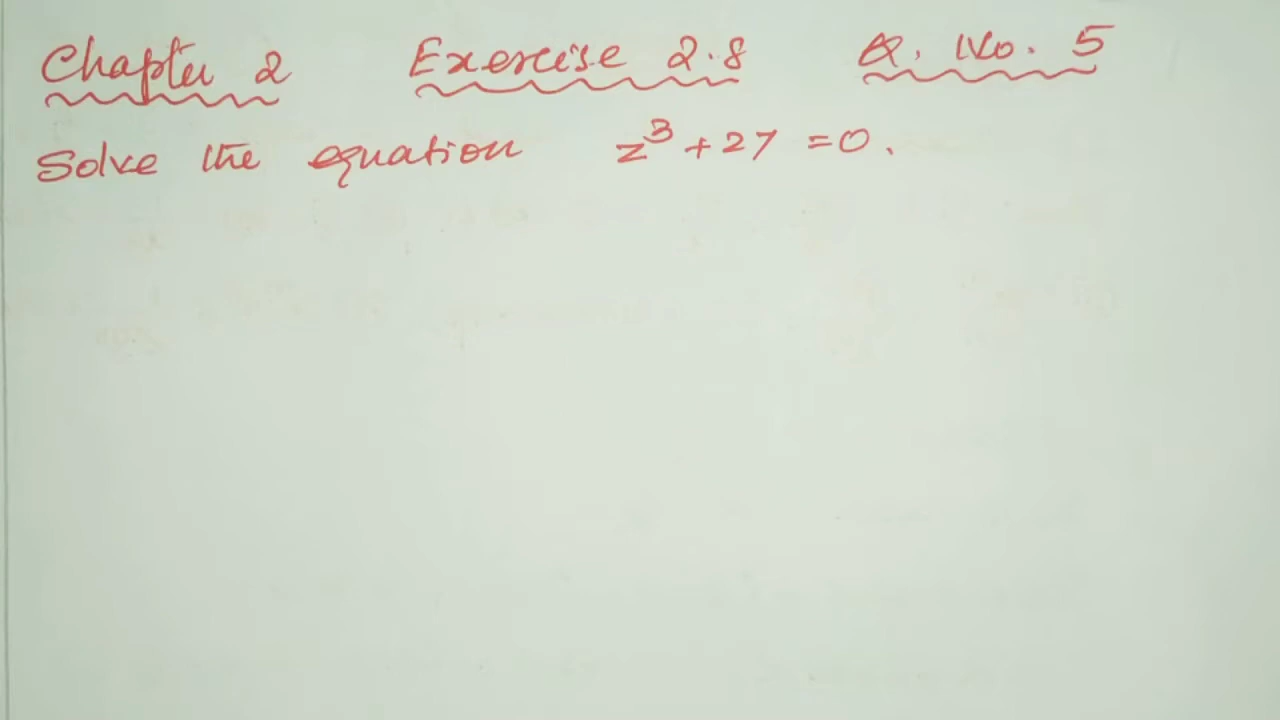 Chapter 2 Exercise 2.8 Q. No. 5
Solve the equation z³ + 27 = 0.